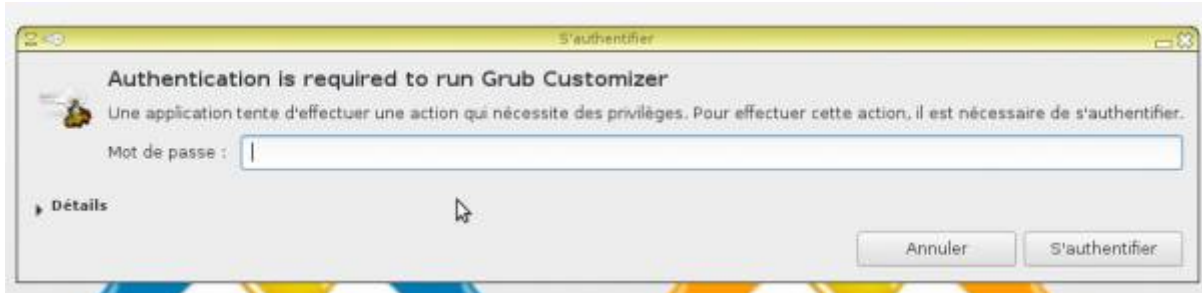 S'authentifier
Authentication is required to run Grub Customizer
Une application tente d'effectuer une action qui nécessite des privilèges. Pour effectuer cette action, il est nécessaire de s'authentifier.
Mot de passe :
Détails
Annuler S'authentifier